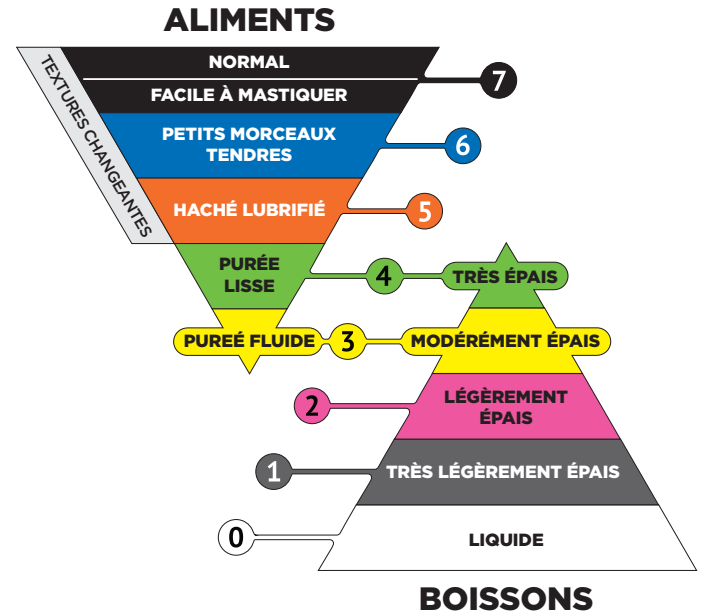 ALIMENTS
TEXTURES CHANGEANTES
NORMAL
7
FACILE À MASTIQUER
PETITS MORCEAUX
TENDRES
6
HACHÉ LUBRIFIÉ
5
PURÉE
LISSE
4
TRÈS ÉPAIS
PUREÉ FLUIDE
3
MODÉRÉMENT ÉPAIS
2
LÉGÈREMENT
ÉPAIS
1
TRÈS LÉGÈREMENT ÉPAIS
0
LIQUIDE
BOISSONS